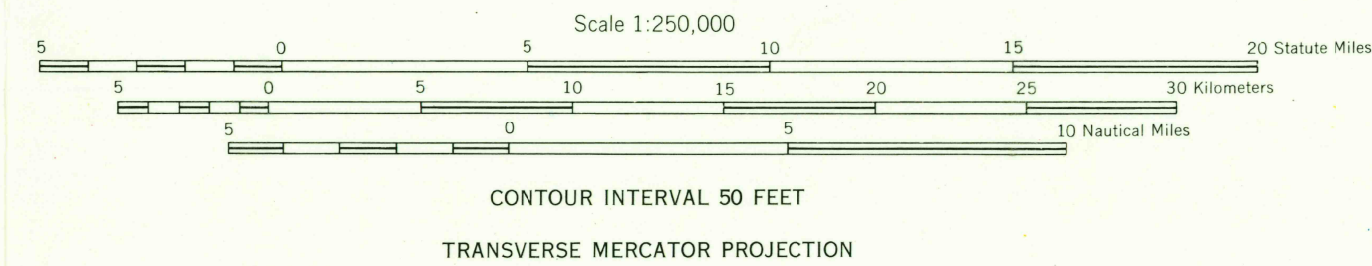 Scale 1:250,000
5 0 5 10 15 20 Statute Miles
5 0 5 10 15 20 25 30 Kilometers
5 0 5 10 Nautical Miles
CONTOUR INTERVAL 50 FEET
TRANSVERSE MERCATOR PROJECTION